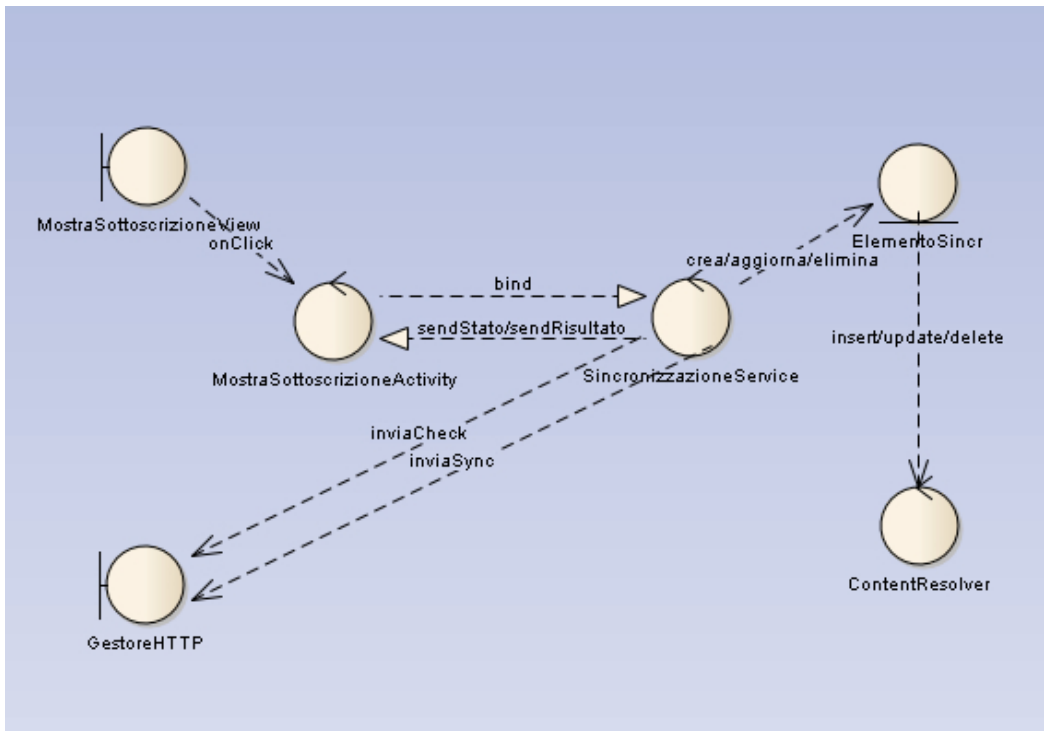 MostraSottoscrizioneView
onClick
ElementoSincr
crea/aggiorna/elimina
bind
sendStato/sendRisultato
insert/update/delete
MostraSottoscrizioneActivity
SincronizzazioneService
inviaCheck
inviaSync
ContentResolver
GestoreHTTP